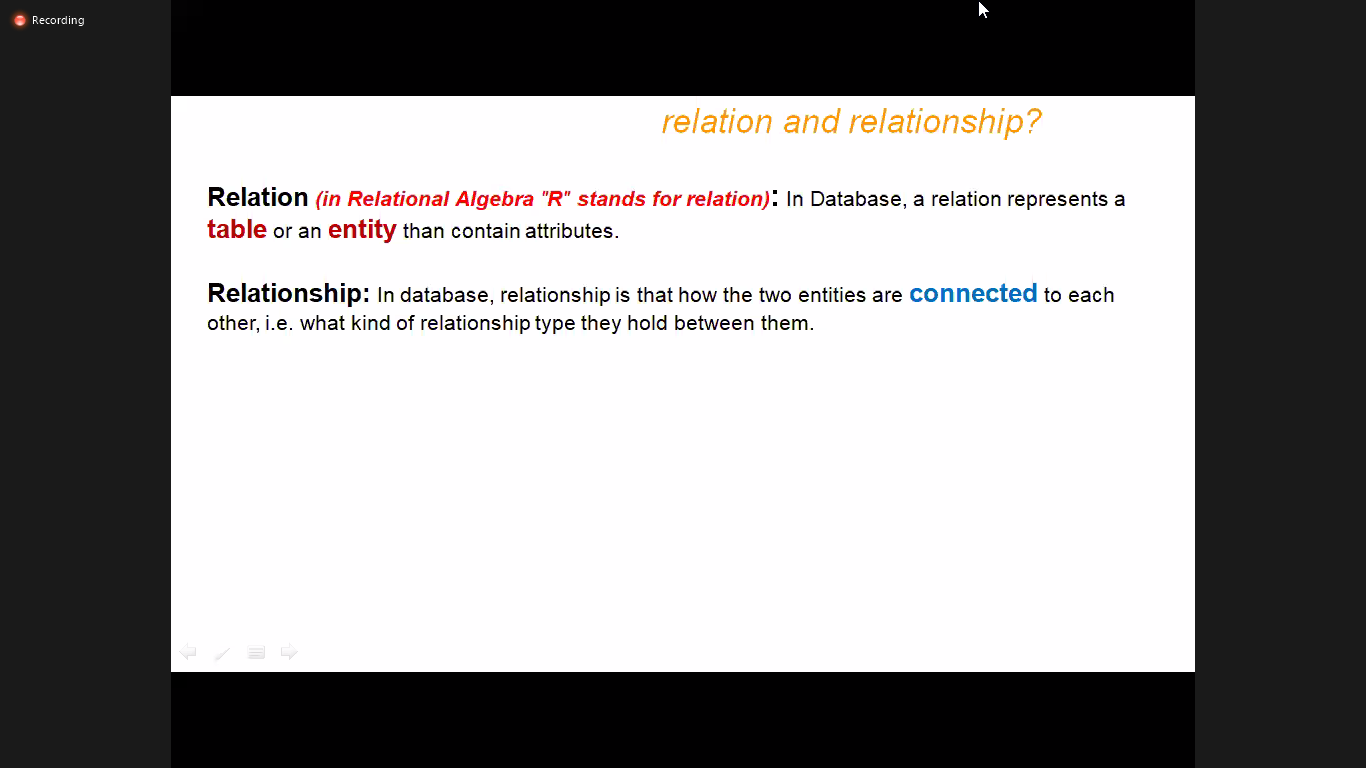 Recording
relation and relationship?
Relation (in Relational Algebra "R" stands for relation): In Database, a relation represents a
table or an entity than contain attributes.
Relationship: In database, relationship is that how the two entities are connected to each
other, i.e. what kind of relationship type they hold between them.